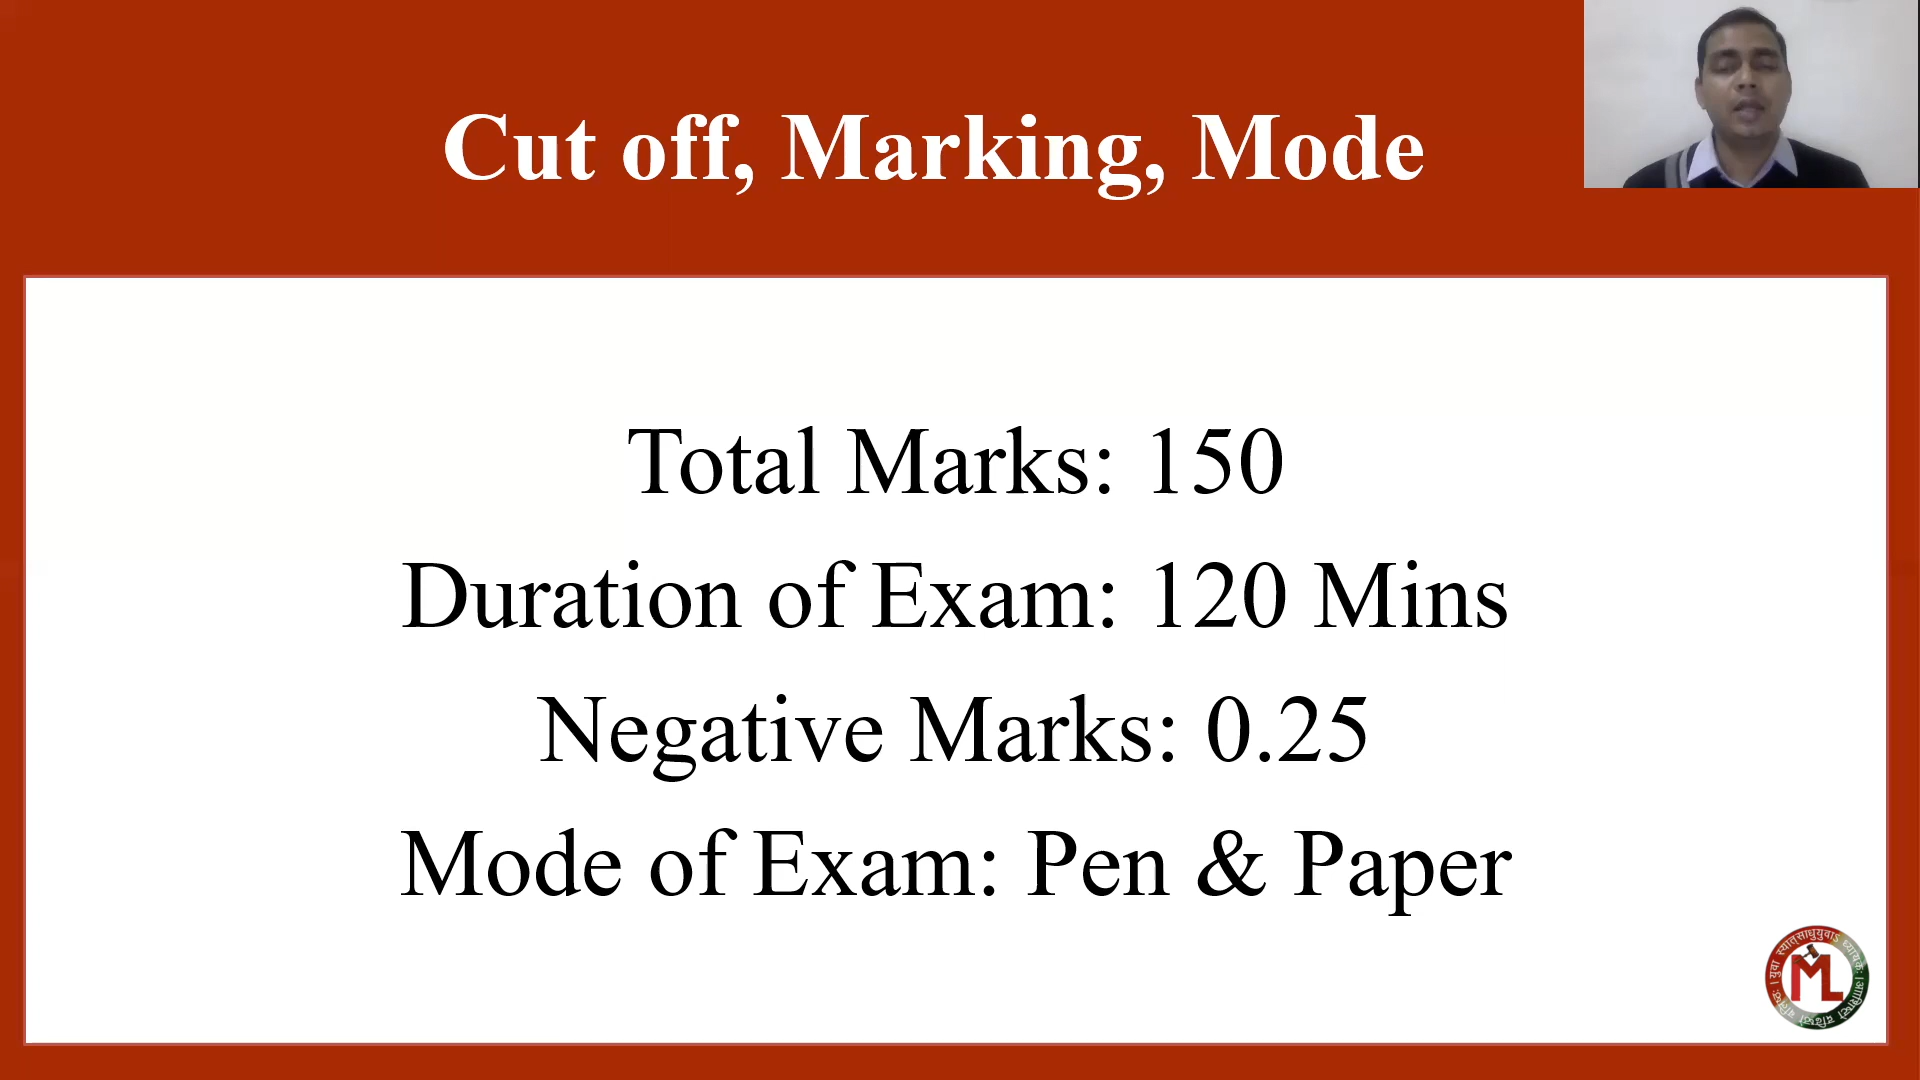 Cut off, Marking, Mode
Total Marks: 150
Duration of Exam: 120 Mins
Negative Marks: 0.25
Mode of Exam: Pen & Paper
ML